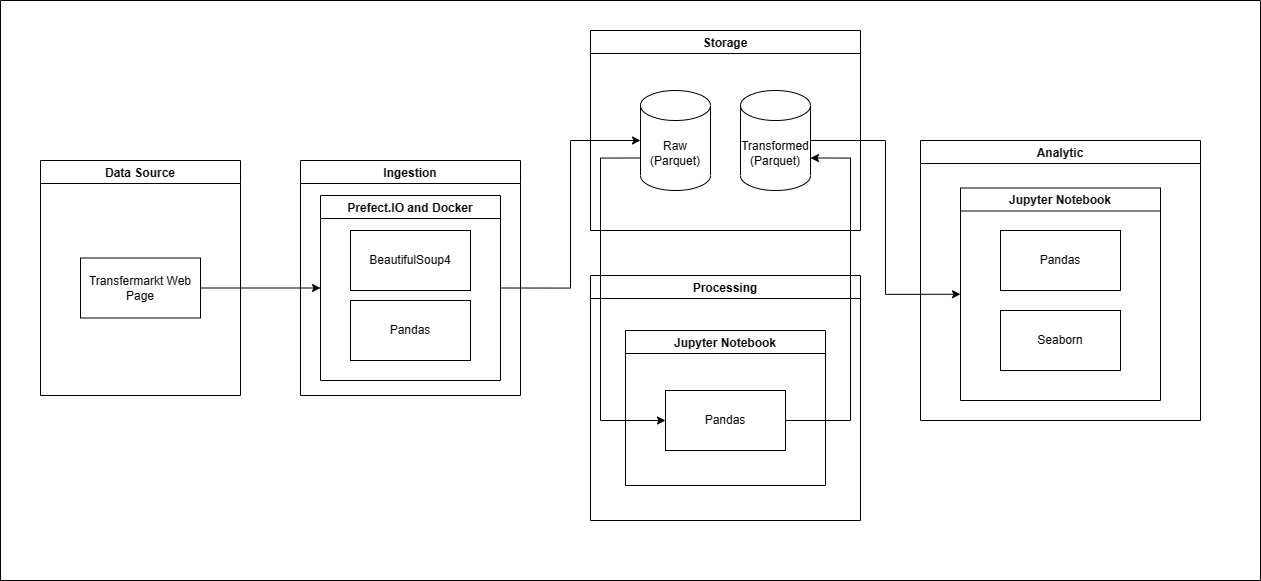 Data Source
Transfermarkt Web
Page
Ingestion
Prefect.IO and Docker
BeautifulSoup4
Pandas
Storage
Raw
(Parquet)
Transformed
(Parquet)
Processing
Jupyter Notebook
Pandas
Analytic
Jupyter Notebook
Pandas
Seaborn